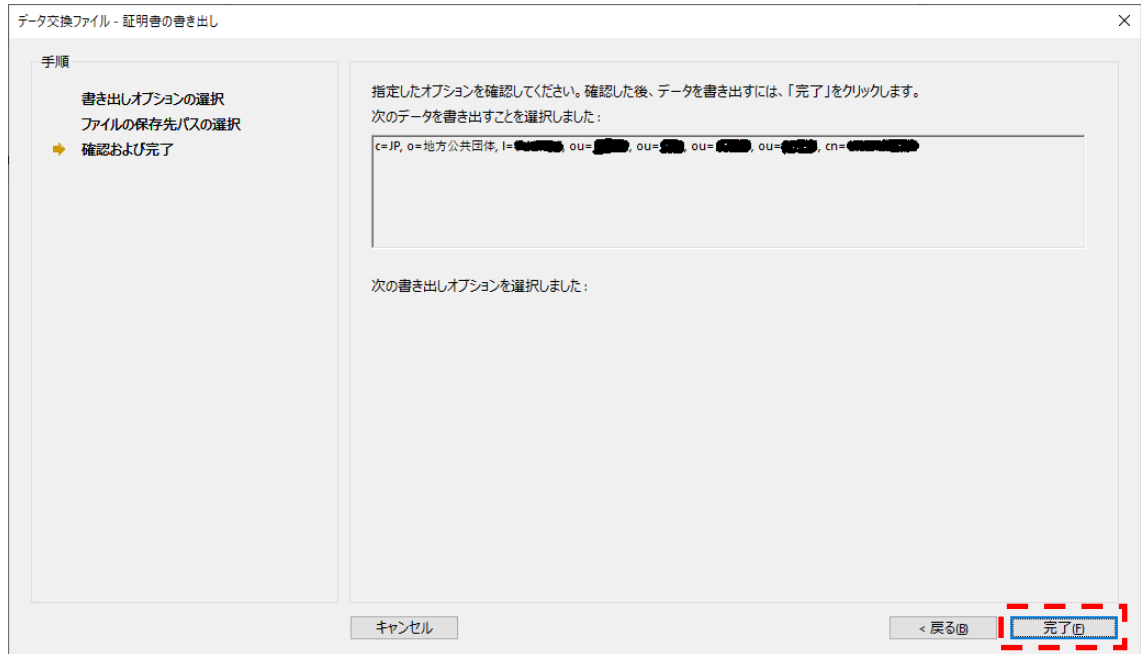 データ交換ファイル - 証明書の書き出し
手順
書き出しオプションの選択
ファイルの保存先パスの選択
確認および完了
指定したオプションを確認してください。確認した後、データを書き出すには、「完了」をクリックします。
次のデータを書き出すことを選択しました:
c=JP, o=地方公共団体, l=, ou=, ou=, ou=, ou=, cn=
次の書き出しオプションを選択しました:
キャンセル
< 戻る(B)
完了(F)